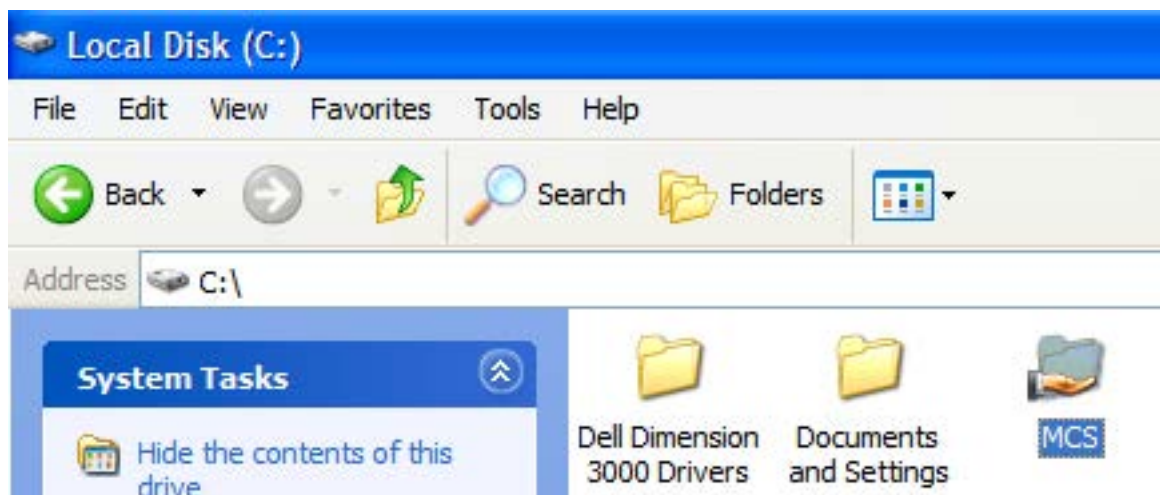 Local Disk (C:)
File Edit View Favorites Tools Help
Back Search Folders
Address C:\
System Tasks
Hide the contents of this
drive
Dell Dimension
3000 Drivers
Documents
and Settings
MCS